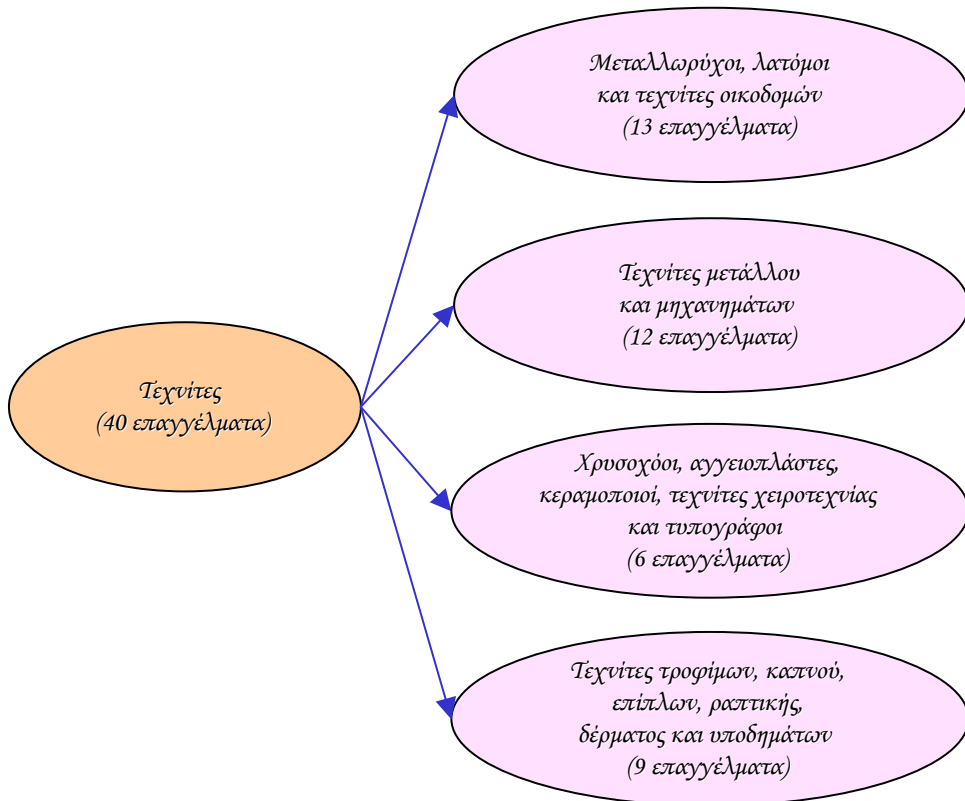 Μεταλλωρύχοι, λατόμοι
και τεχνίτες οικοδομών
(13 επαγγέλματα)
Τεχνίτες μετάλλου
και μηχανημάτων
(12 επαγγέλματα)
Τεχνίτες
(40 επαγγέλματα)
Χρυσοχόοι, αγγειοπλάστες,
κεραμοποιοί, τεχνίτες χειροτεχνίας
και τυπογράφοι
(6 επαγγέλματα)
Τεχνίτες τροφίμων, καπνού,
επίπλων, ραπτικής,
δέρματος και υποδημάτων
(9 επαγγέλματα)